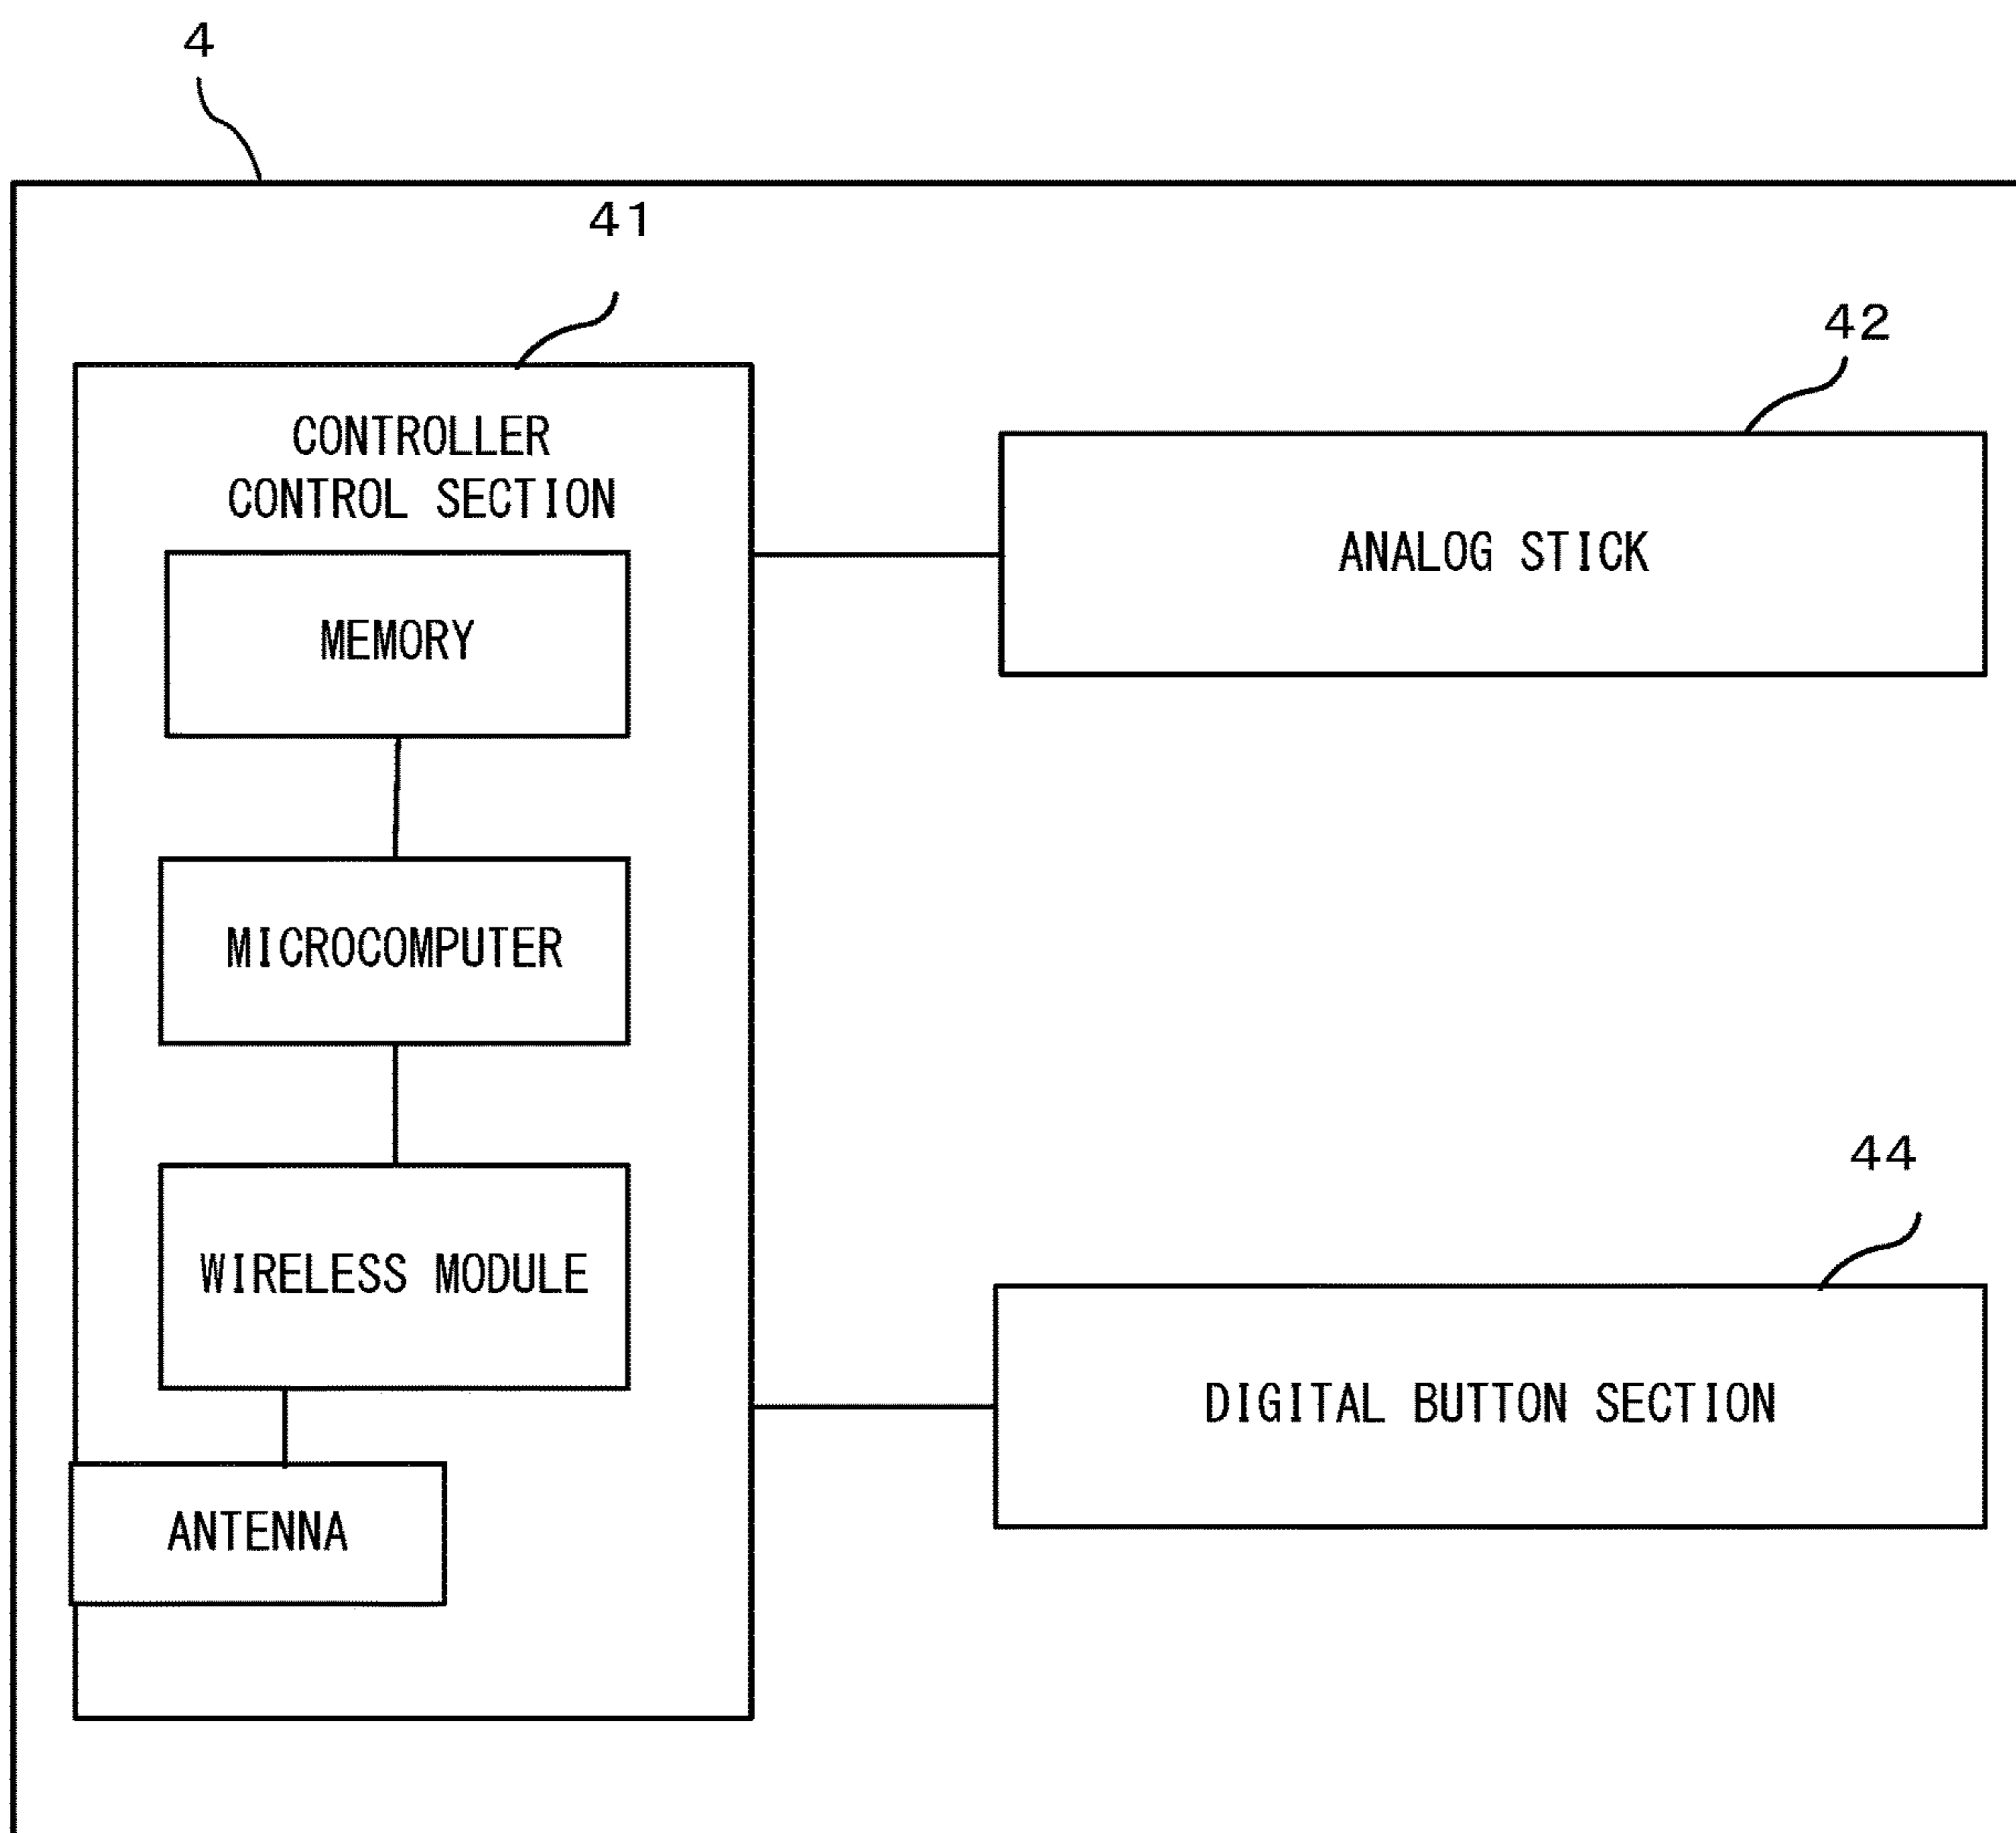 4
41
42
CONTROLLER
CONTROL SECTION
ANALOG STICK
MEMORY
MICROCOMPUTER
44
WIRELESS MODULE
DIGITAL BUTTON SECTION
ANTENNA